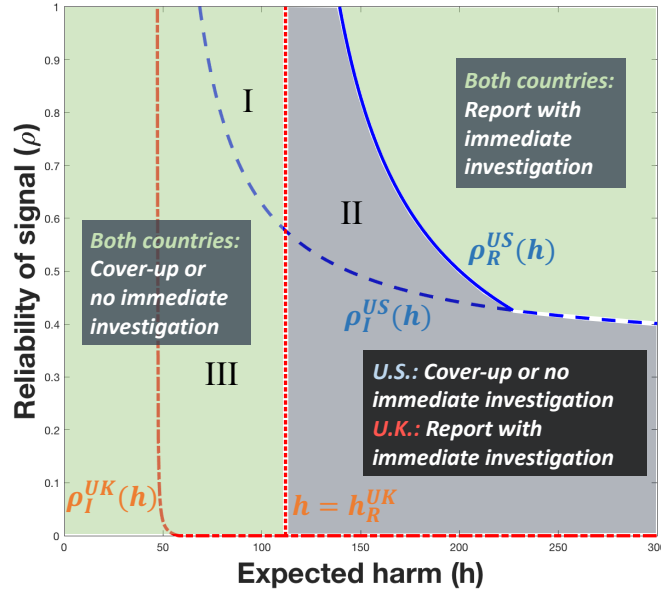 1
0.9
0.8
0.7
0.6
0.5
0.4
0.3
0.2
0.1
0
Reliability of signal (ρ)
I
II
III
Both countries:
Report with
immediate
investigation
Both countries:
Cover-up or
no immediate
investigation
ρ_R^US(h)
ρ_I^US(h)
U.S.: Cover-up or no
immediate investigation
U.K.: Report with
immediate investigation
ρ_I^UK(h)
h = h_R^UK
0 50 100 150 200 250 300
Expected harm (h)